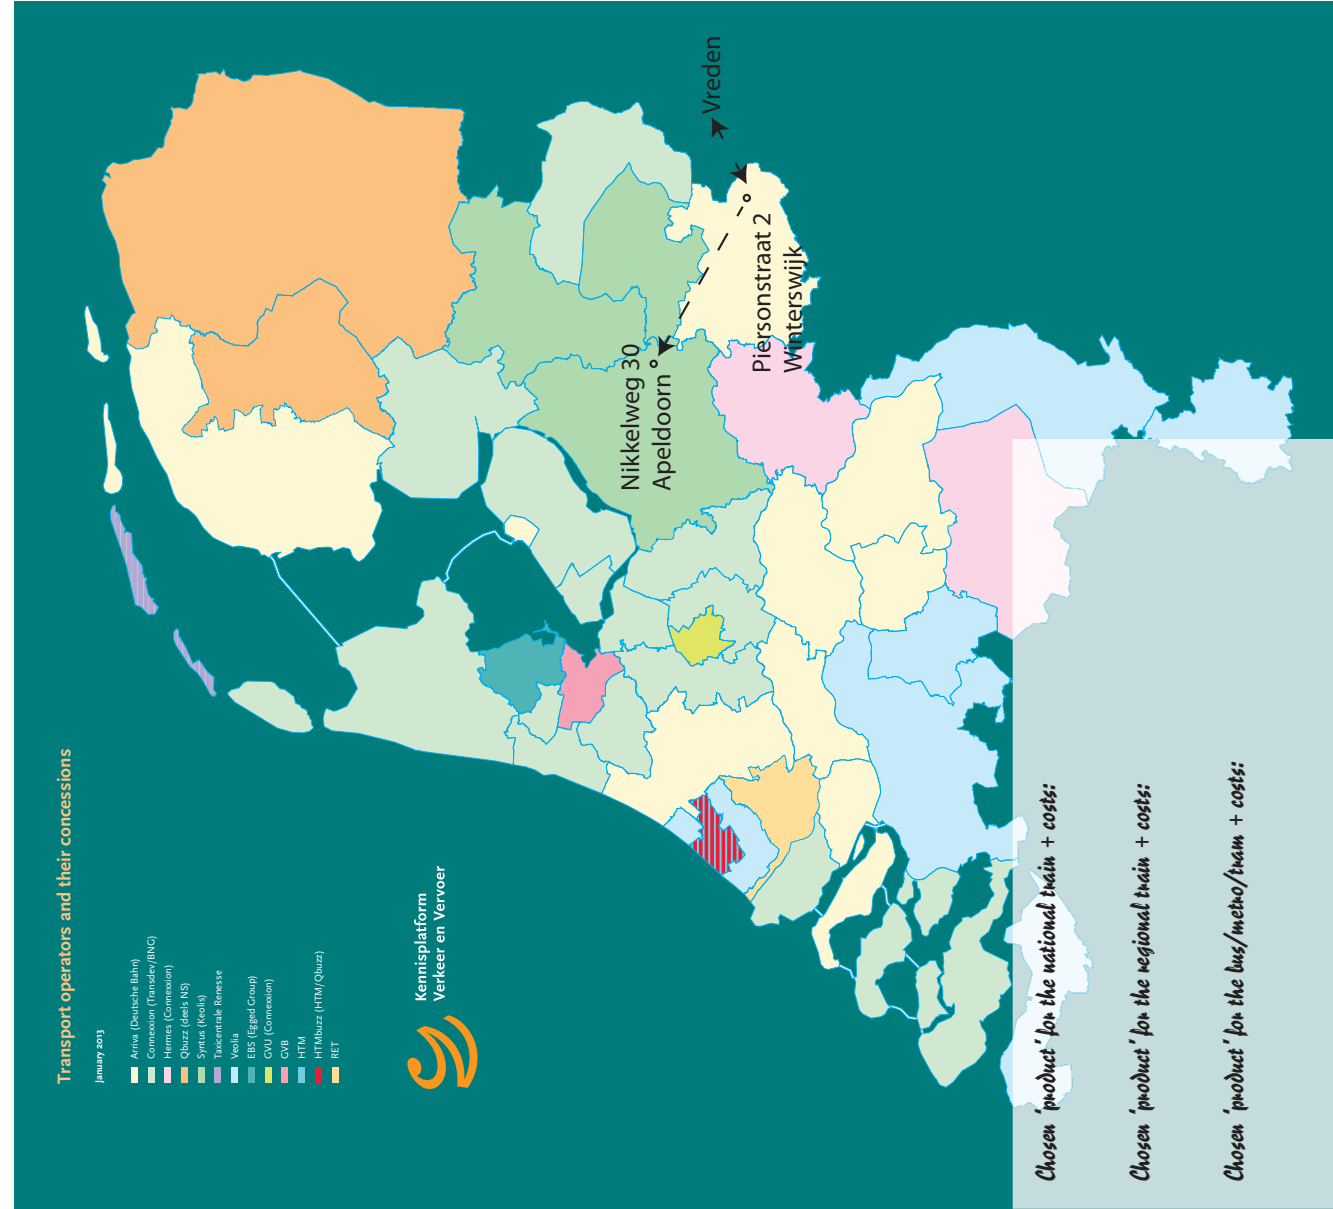 Transport operators and their concessions
January 2013
Arriva (Deutsche Bahn)
Connexxion (Transdev/BNG)
Hermes (Connexxion)
Qbuzz (deels NS)
Syntus (Keolis)
Taxicentrale Renesse
Veolia
EBS (Egged Group)
GVU (Connexxion)
GVB
HTM
HTMbuzz (HTM/Qbuzz)
RET
Kennisplatform
Verkeer en Vervoer
Nikkelweg 30
Apeldoorn
Vreden
Piersonstraat 2
Winterswijk
Chosen 'product' for the national train + costs:
Chosen 'product' for the regional train + costs:
Chosen 'product' for the bus/metro/tram + costs: